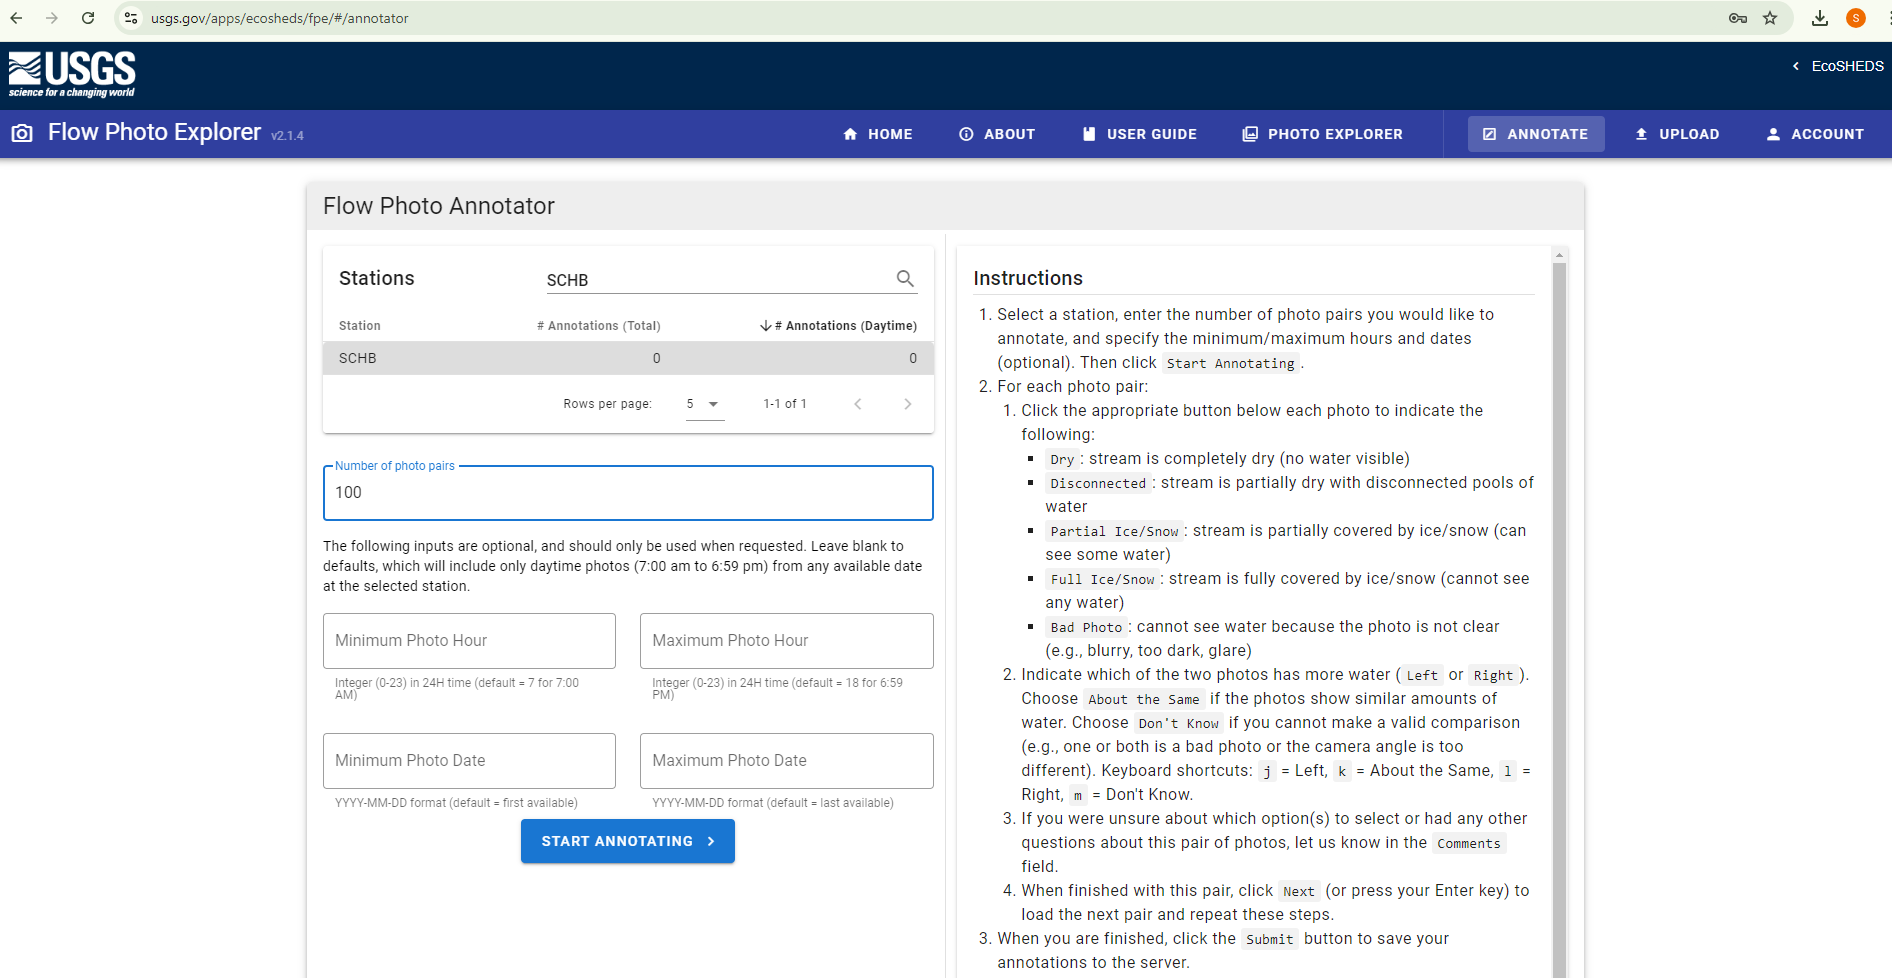 usgs.gov/apps/ecosheds/fpe/#/annotator
S
USGS
science for a changing world
EcoSHEDS
Flow Photo Explorer v2.1.4
HOME
ABOUT
USER GUIDE
PHOTO EXPLORER
ANNOTATE
UPLOAD
ACCOUNT
Flow Photo Annotator
Stations
SCHB
Station # Annotations (Total) # Annotations (Daytime)
SCHB 0 0
Rows per page: 5 1-1 of 1
Number of photo pairs
100
The following inputs are optional, and should only be used when requested. Leave blank to
defaults, which will include only daytime photos (7:00 am to 6:59 pm) from any available date
at the selected station.
Minimum Photo Hour
Integer (0-23) in 24H time (default = 7 for 7:00
AM)
Maximum Photo Hour
Integer (0-23) in 24H time (default = 18 for 6:59
PM)
Minimum Photo Date
YYYY-MM-DD format (default = first available)
Maximum Photo Date
YYYY-MM-DD format (default = last available)
START ANNOTATING
Instructions
1. Select a station, enter the number of photo pairs you would like to
annotate, and specify the minimum/maximum hours and dates
(optional). Then click Start Annotating .
2. For each photo pair:
1. Click the appropriate button below each photo to indicate the
following:
▪ Dry : stream is completely dry (no water visible)
▪ Disconnected : stream is partially dry with disconnected pools of
water
▪ Partial Ice/Snow : stream is partially covered by ice/snow (can
see some water)
▪ Full Ice/Snow : stream is fully covered by ice/snow (cannot see
any water)
▪ Bad Photo : cannot see water because the photo is not clear
(e.g., blurry, too dark, glare)
2. Indicate which of the two photos has more water ( Left or Right ).
Choose About the Same if the photos show similar amounts of
water. Choose Don't Know if you cannot make a valid comparison
(e.g., one or both is a bad photo or the camera angle is too
different). Keyboard shortcuts: j = Left, k = About the Same, l =
Right, m = Don't Know.
3. If you were unsure about which option(s) to select or had any other
questions about this pair of photos, let us know in the Comments
field.
4. When finished with this pair, click Next (or press your Enter key) to
load the next pair and repeat these steps.
3. When you are finished, click the Submit button to save your
annotations to the server.